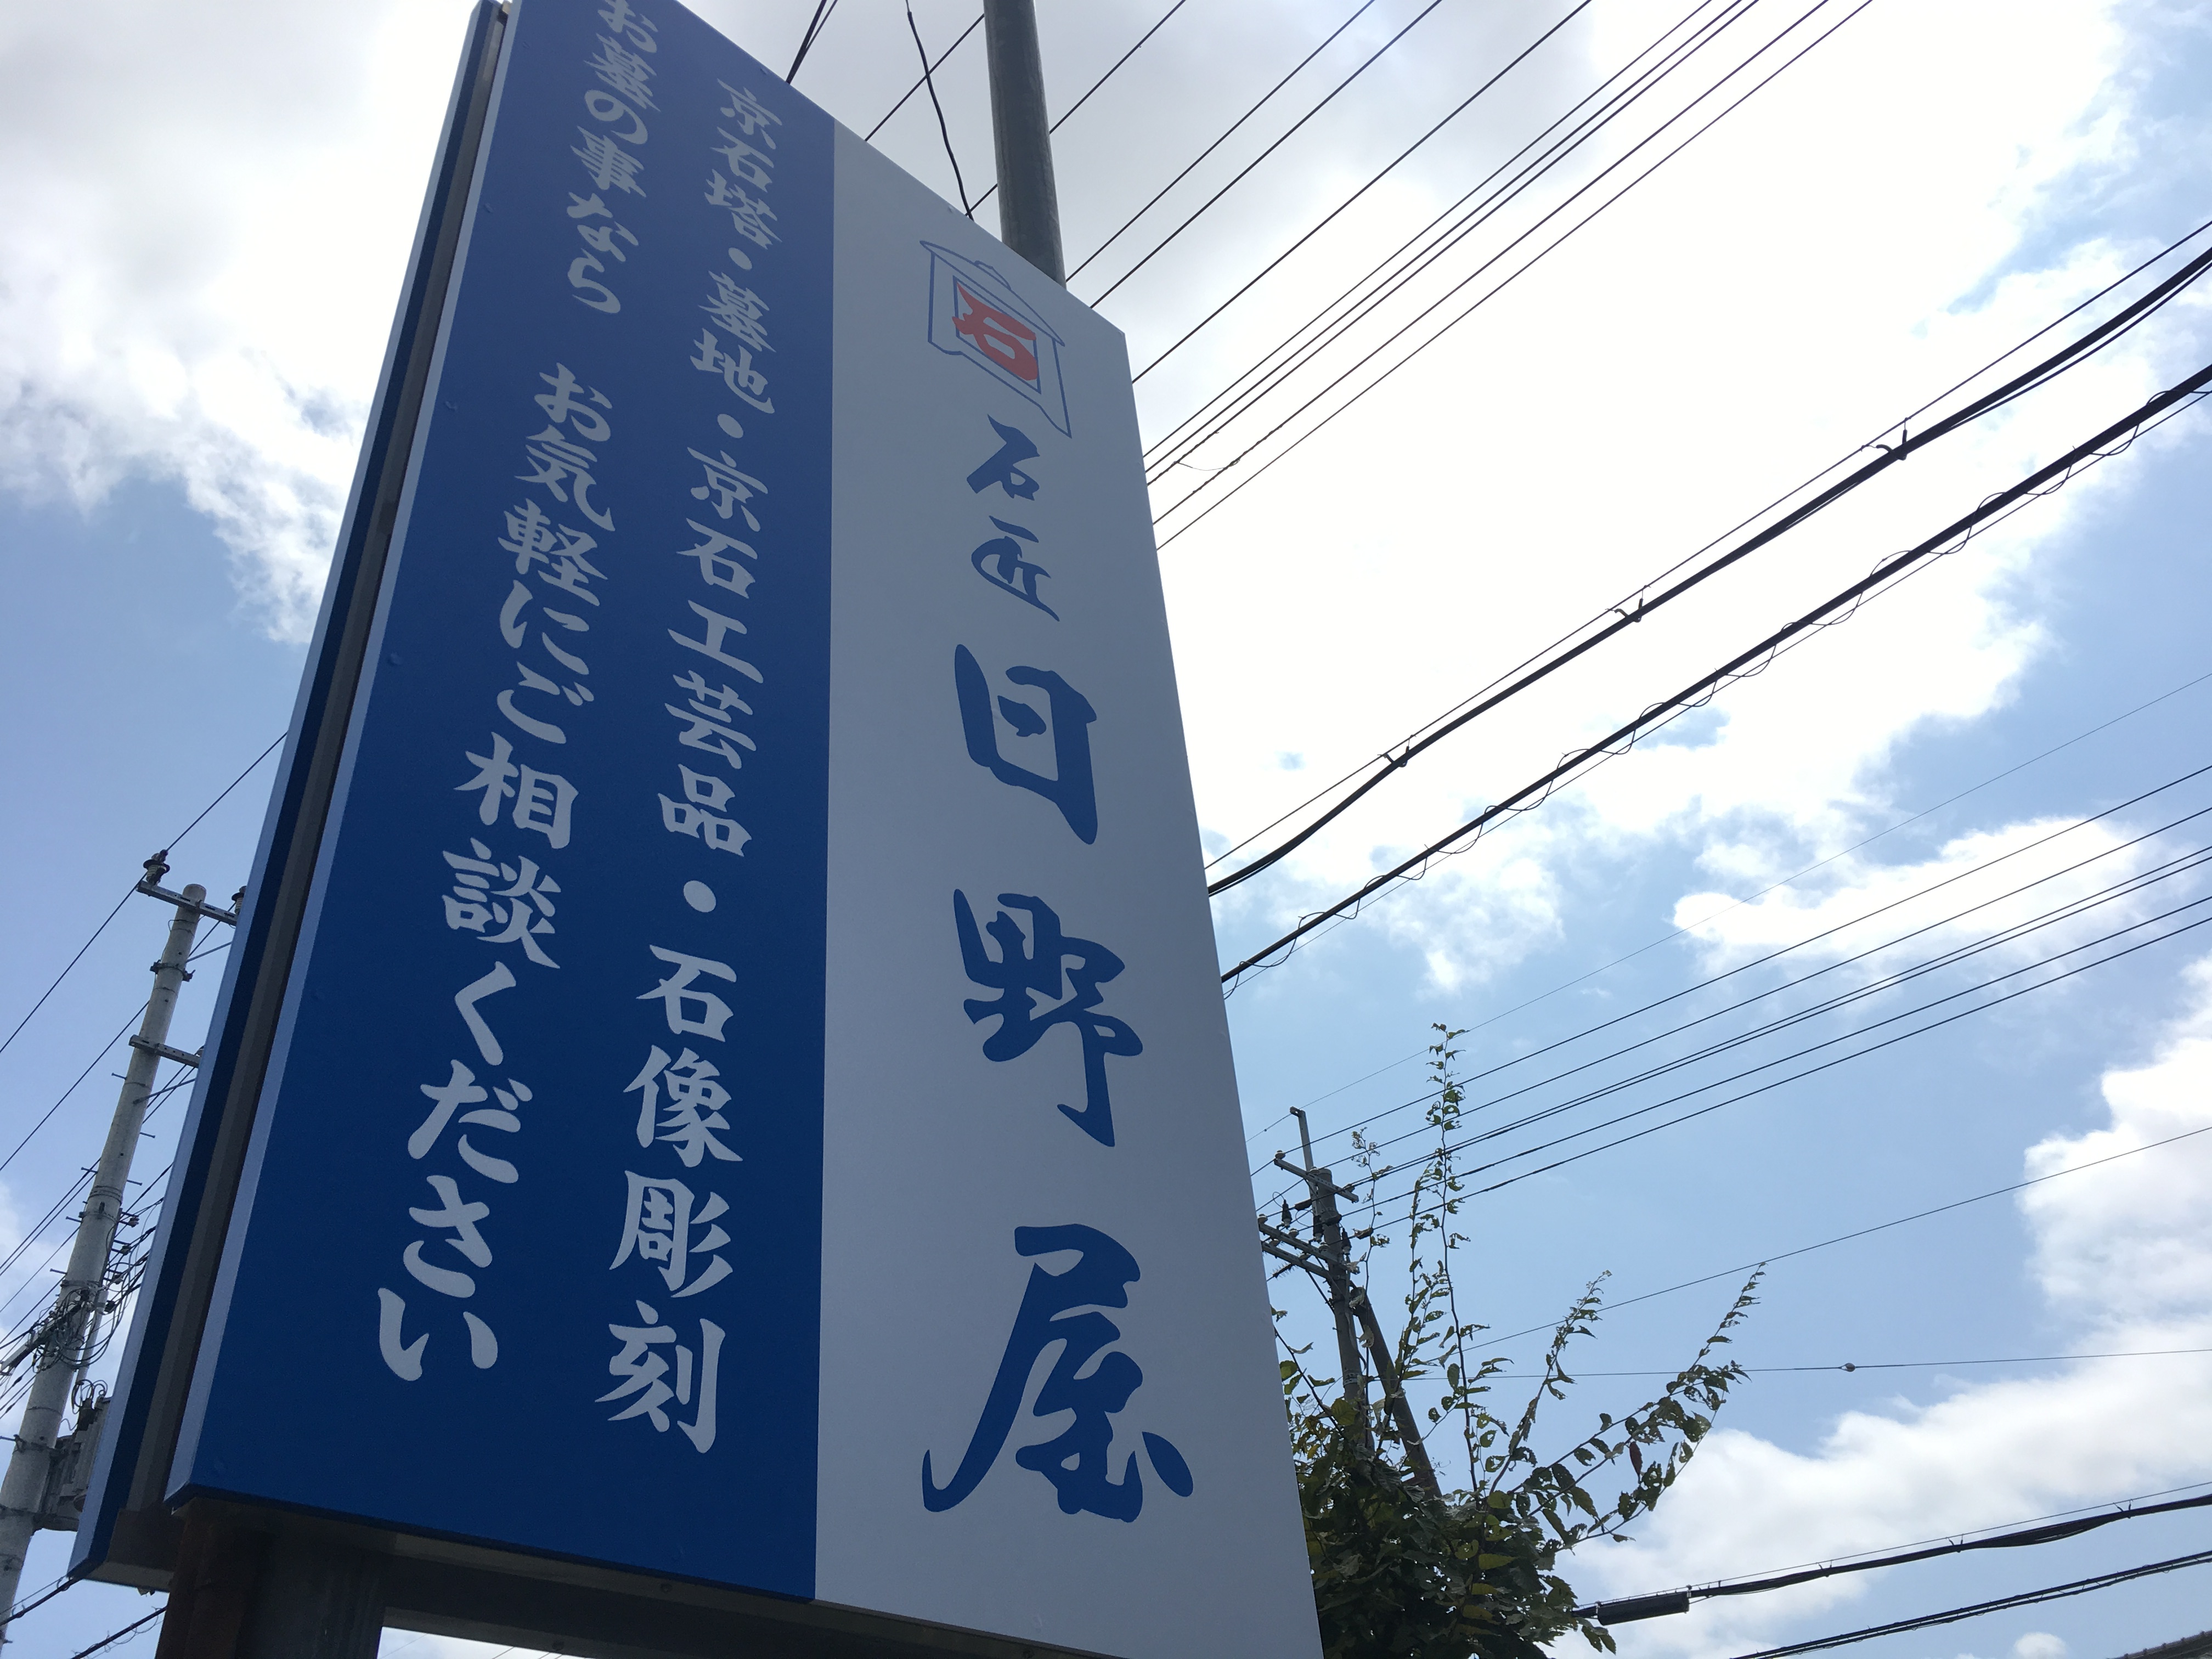 石
石匠 日野屋
京石塔・墓地・京石工芸品・石像彫刻
お墓の事なら お気軽にご相談ください